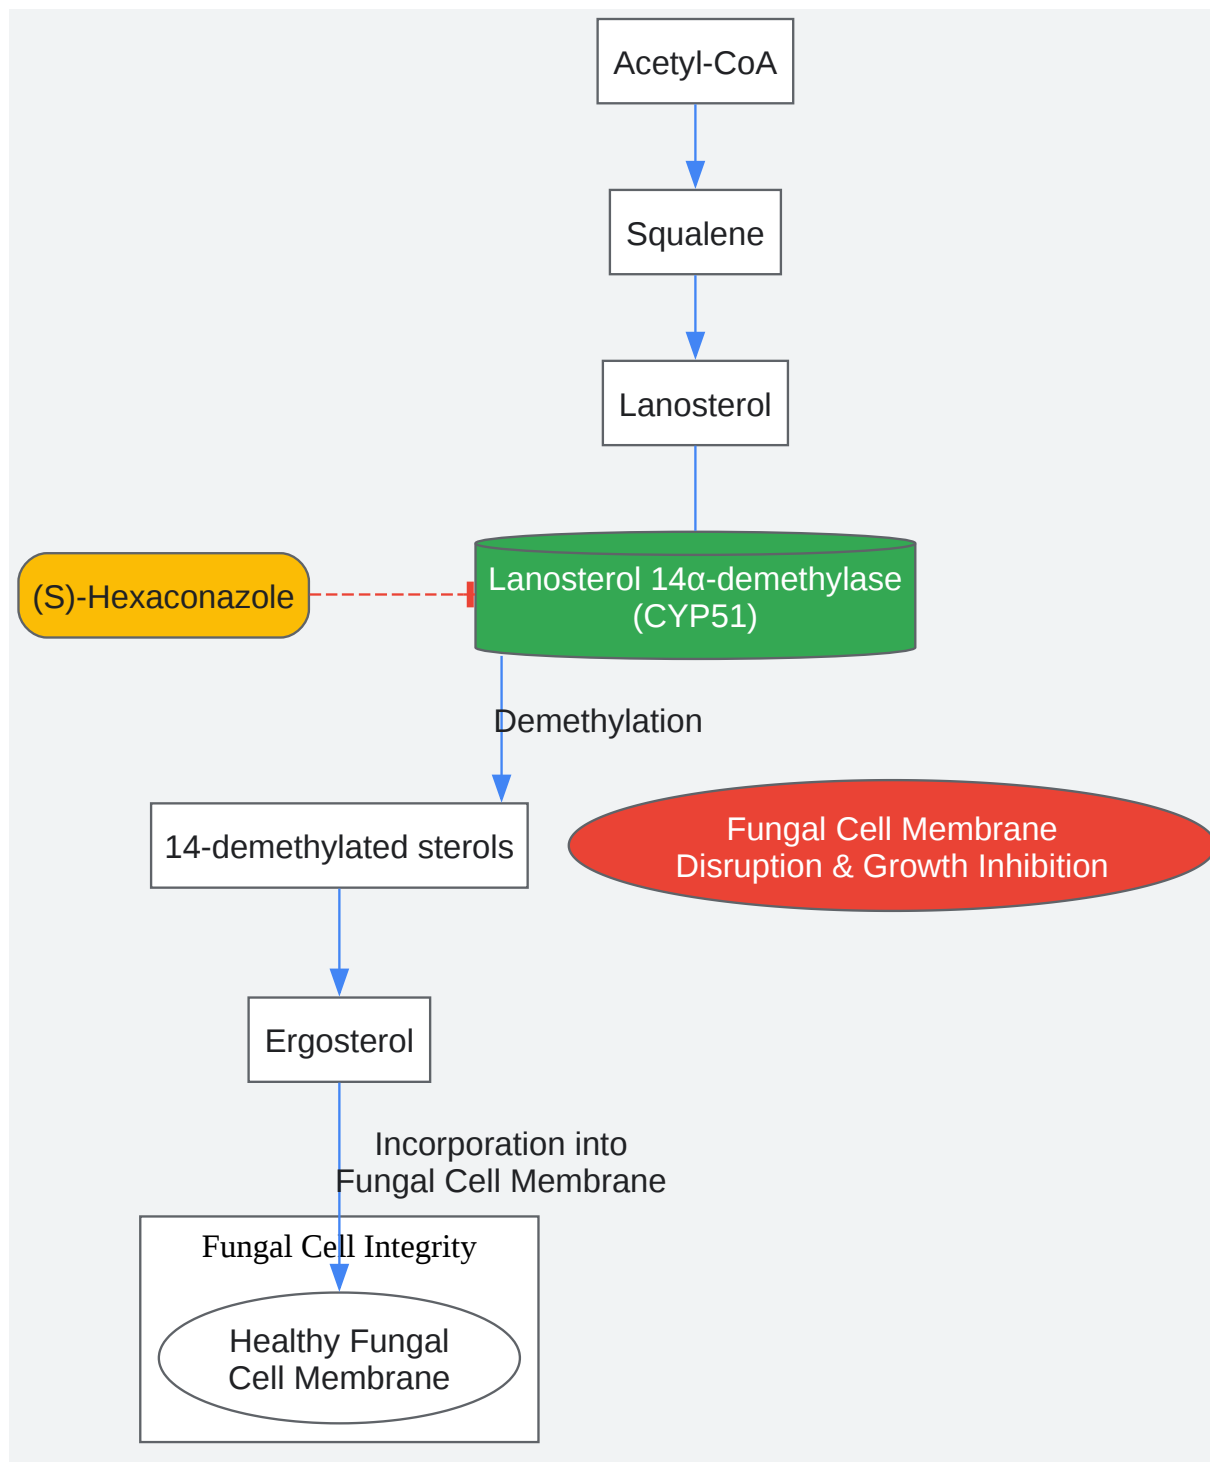 Acetyl-CoA
Squalene
Lanosterol
(S)-Hexaconazole
Lanosterol 14α-demethylase
(CYP51)
Demethylation
14-demethylated sterols
Fungal Cell Membrane
Disruption & Growth Inhibition
Ergosterol
Incorporation into
Fungal Cell Membrane
Fungal Cell Integrity
Healthy Fungal
Cell Membrane